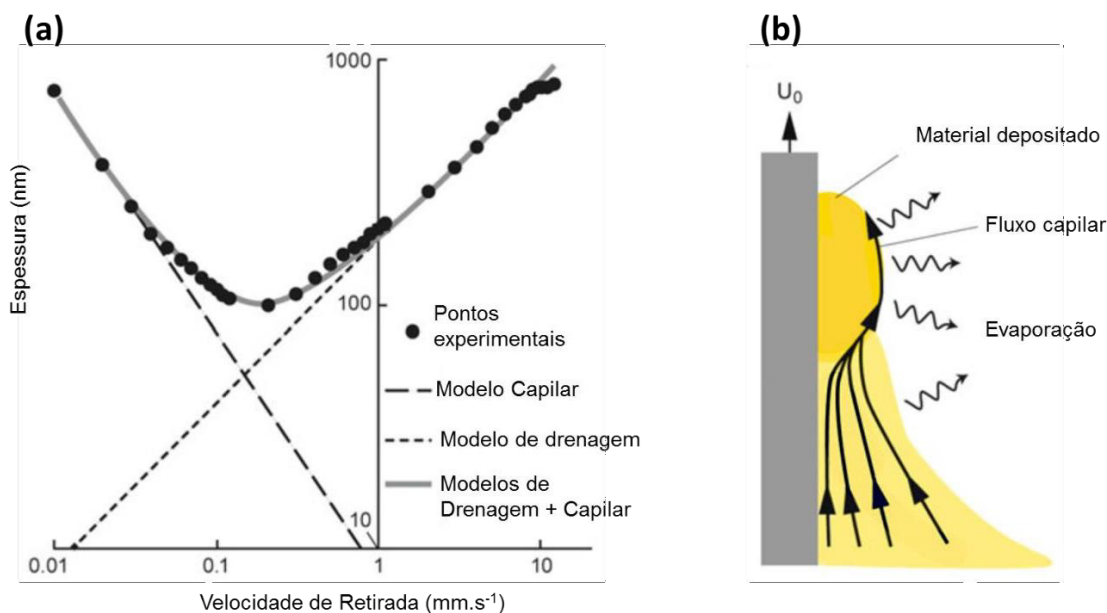 (a)
1000
Espessura (nm)
100
10
Pontos
experimentais
Modelo Capilar
Modelo de drenagem
Modelos de
Drenagem + Capilar
0.01
0.1
1
10
Velocidade de Retirada (mm.s⁻¹)
(b)
U₀
Material depositado
Fluxo capilar
Evaporação